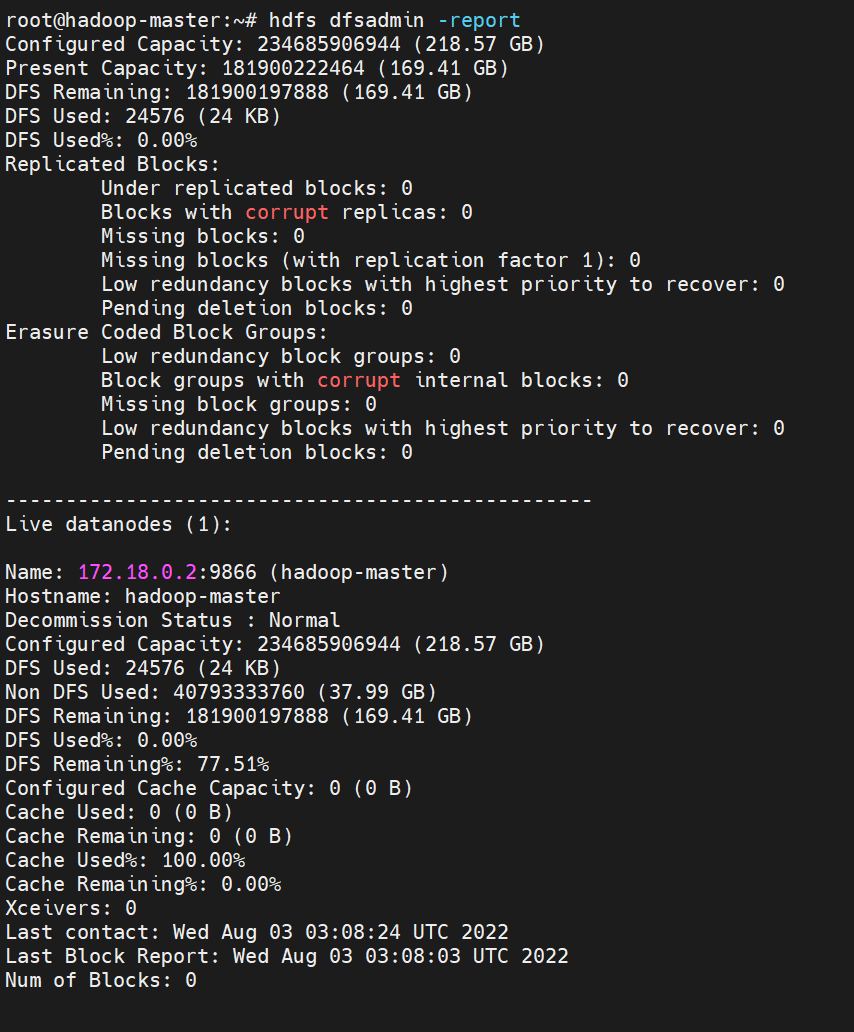 root@hadoop-master:~# hdfs dfsadmin -report
Configured Capacity: 234685906944 (218.57 GB)
Present Capacity: 181900222464 (169.41 GB)
DFS Remaining: 181900197888 (169.41 GB)
DFS Used: 24576 (24 KB)
DFS Used%: 0.00%
Replicated Blocks:
        Under replicated blocks: 0
        Blocks with corrupt replicas: 0
        Missing blocks: 0
        Missing blocks (with replication factor 1): 0
        Low redundancy blocks with highest priority to recover: 0
        Pending deletion blocks: 0
Erasure Coded Block Groups:
        Low redundancy block groups: 0
        Block groups with corrupt internal blocks: 0
        Missing block groups: 0
        Low redundancy blocks with highest priority to recover: 0
        Pending deletion blocks: 0

-------------------------------------------------
Live datanodes (1):

Name: 172.18.0.2:9866 (hadoop-master)
Hostname: hadoop-master
Decommission Status : Normal
Configured Capacity: 234685906944 (218.57 GB)
DFS Used: 24576 (24 KB)
Non DFS Used: 40793333760 (37.99 GB)
DFS Remaining: 181900197888 (169.41 GB)
DFS Used%: 0.00%
DFS Remaining%: 77.51%
Configured Cache Capacity: 0 (0 B)
Cache Used: 0 (0 B)
Cache Remaining: 0 (0 B)
Cache Used%: 100.00%
Cache Remaining%: 0.00%
Xceivers: 0
Last contact: Wed Aug 03 03:08:24 UTC 2022
Last Block Report: Wed Aug 03 03:08:03 UTC 2022
Num of Blocks: 0